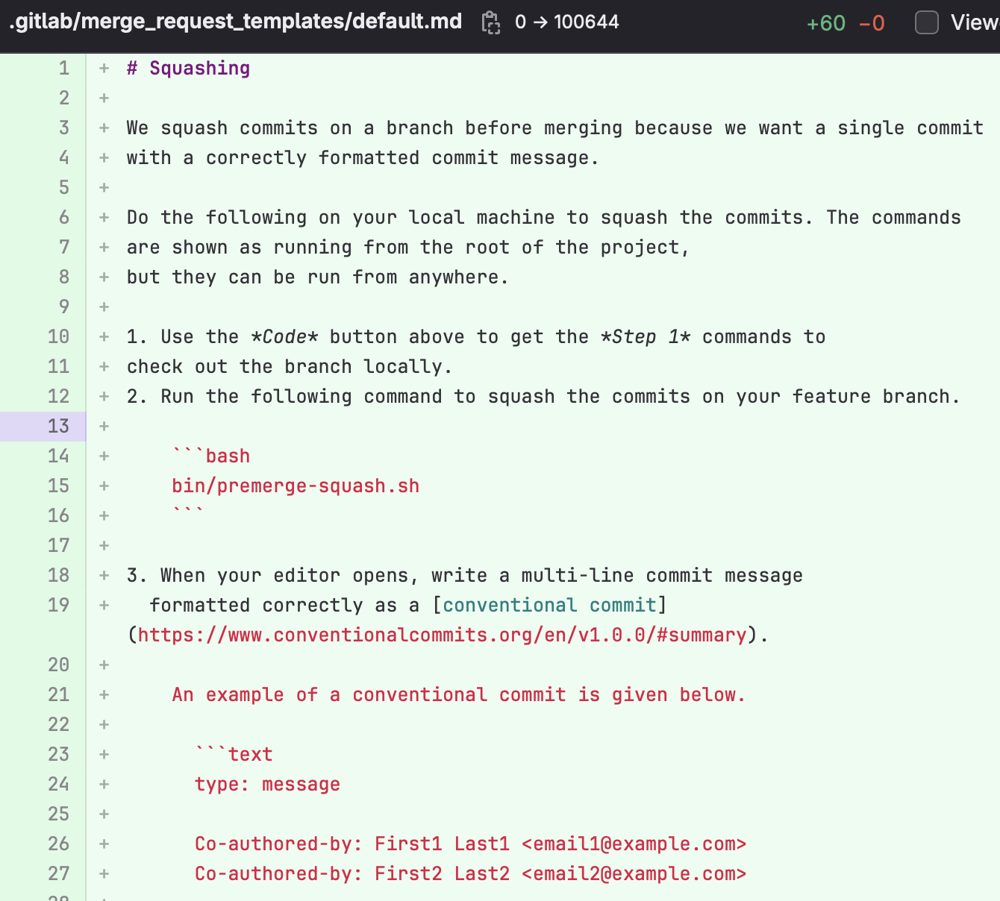 .gitlab/merge_request_templates/default.md 0 → 100644 +60 −0 View
1 + # Squashing
2 +
3 + We squash commits on a branch before merging because we want a single commit
4 + with a correctly formatted commit message.
5 +
6 + Do the following on your local machine to squash the commits. The commands
7 + are shown as running from the root of the project,
8 + but they can be run from anywhere.
9 +
10 + 1. Use the *Code* button above to get the *Step 1* commands to
11 + check out the branch locally.
12 + 2. Run the following command to squash the commits on your feature branch.
13 +
14 +     ```bash
15 +     bin/premerge-squash.sh
16 +     ```
17 +
18 + 3. When your editor opens, write a multi-line commit message
19 +   formatted correctly as a [conventional commit]
(https://www.conventionalcommits.org/en/v1.0.0/#summary).
20 +
21 +     An example of a conventional commit is given below.
22 +
23 +       ```text
24 +       type: message
25 +
26 +       Co-authored-by: First1 Last1 <email1@example.com>
27 +       Co-authored-by: First2 Last2 <email2@example.com>